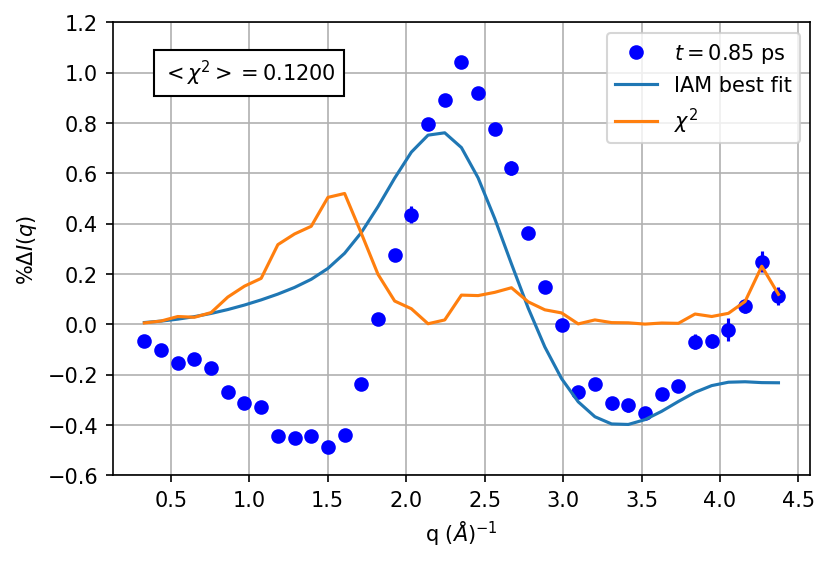 1.2
1.0
0.8
0.6
0.4
0.2
0.0
−0.2
−0.4
−0.6
%ΔI(q)
< χ² > = 0.1200
t = 0.85 ps
IAM best fit
χ²
0.5 1.0 1.5 2.0 2.5 3.0 3.5 4.0 4.5
q (Å)⁻¹